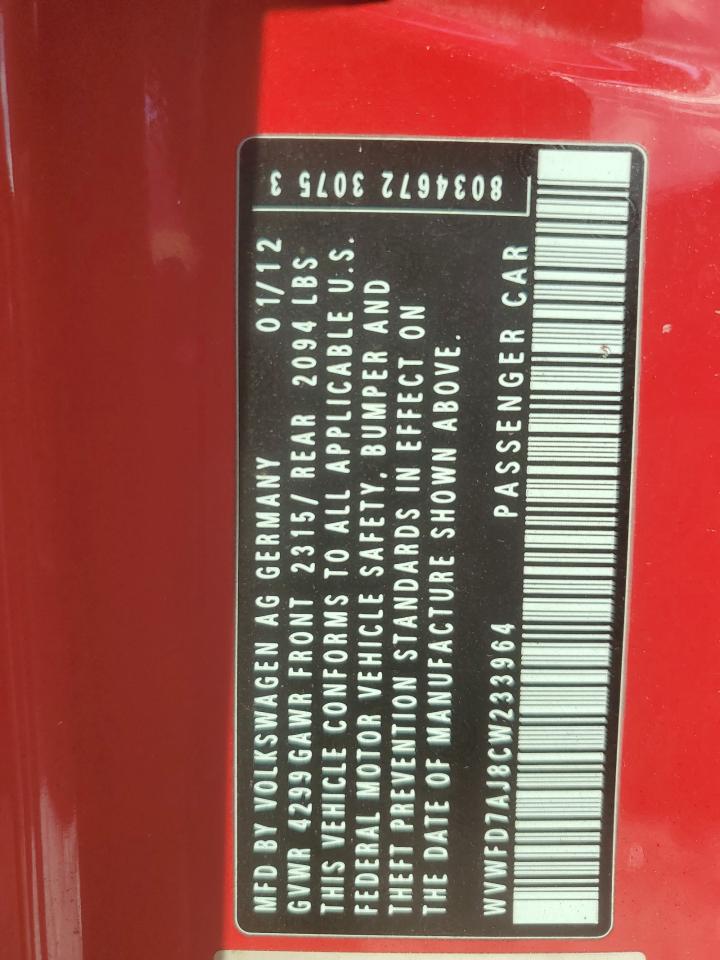 MFD BY VOLKSWAGEN AG GERMANY 01/12
GVWR 4299 GAWR FRONT 2315/ REAR 2094 LBS
THIS VEHICLE CONFORMS TO ALL APPLICABLE U.S.
FEDERAL MOTOR VEHICLE SAFETY, BUMPER AND
THEFT PREVENTION STANDARDS IN EFFECT ON
THE DATE OF MANUFACTURE SHOWN ABOVE.
WVWFD7AJ8CW233964 PASSENGER CAR
8034672 3075 3